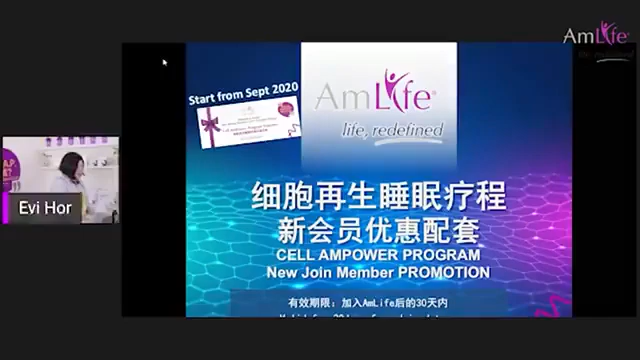 AmLife
Start from Sept 2020
AmLife®
life, redefined
细胞再生睡眠疗程
新会员优惠配套
CELL AMPOWER PROGRAM
New Join Member PROMOTION
有效期限：加入AmLife后的30天内
Evi Hor